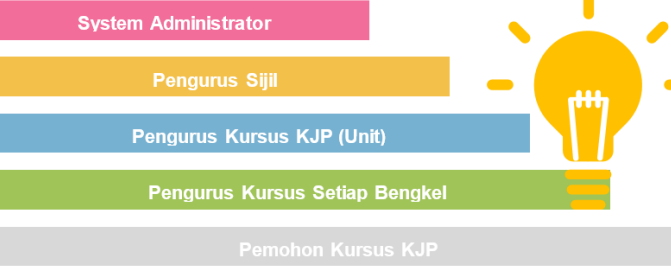 System Administrator
Pengurus Sijil
Pengurus Kursus KJP (Unit)
Pengurus Kursus Setiap Bengkel
Pemohon Kursus KJP